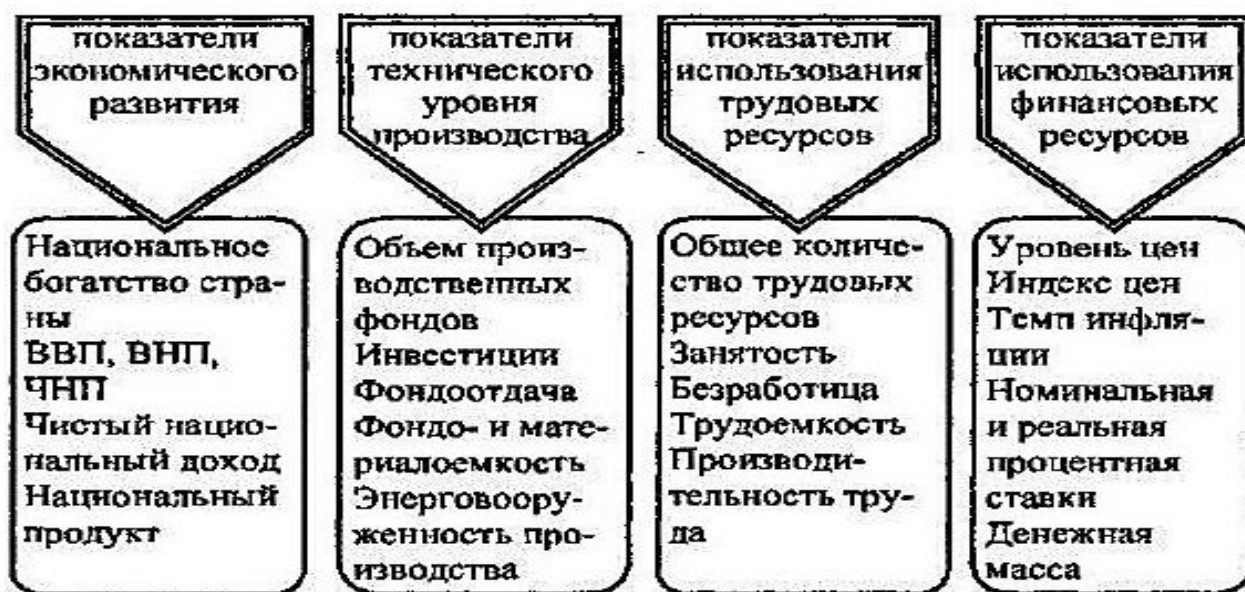 показатели
экономического
развития
Национальное
богатство стра-
ны
ВВП, ВНП,
ЧНП
Чистый нацио-
нальный доход
Национальный
продукт
показатели
технического
уровня
производства
Объем произ-
водственных
фондов
Инвестиции
Фондоотдача
Фондо- и мате-
риалоемкость
Энерговоору-
женность про-
изводства
показатели
использования
трудовых
ресурсов
Общее количе-
ство трудовых
ресурсов
Занятость
Безработица
Трудоемкость
Производи-
тельность тру-
да
показатели
использования
финансовых
ресурсов
Уровень цен
Индекс цен
Темп инфля-
ции
Номинальная
и реальная
процентная
ставки
Денежная
масса